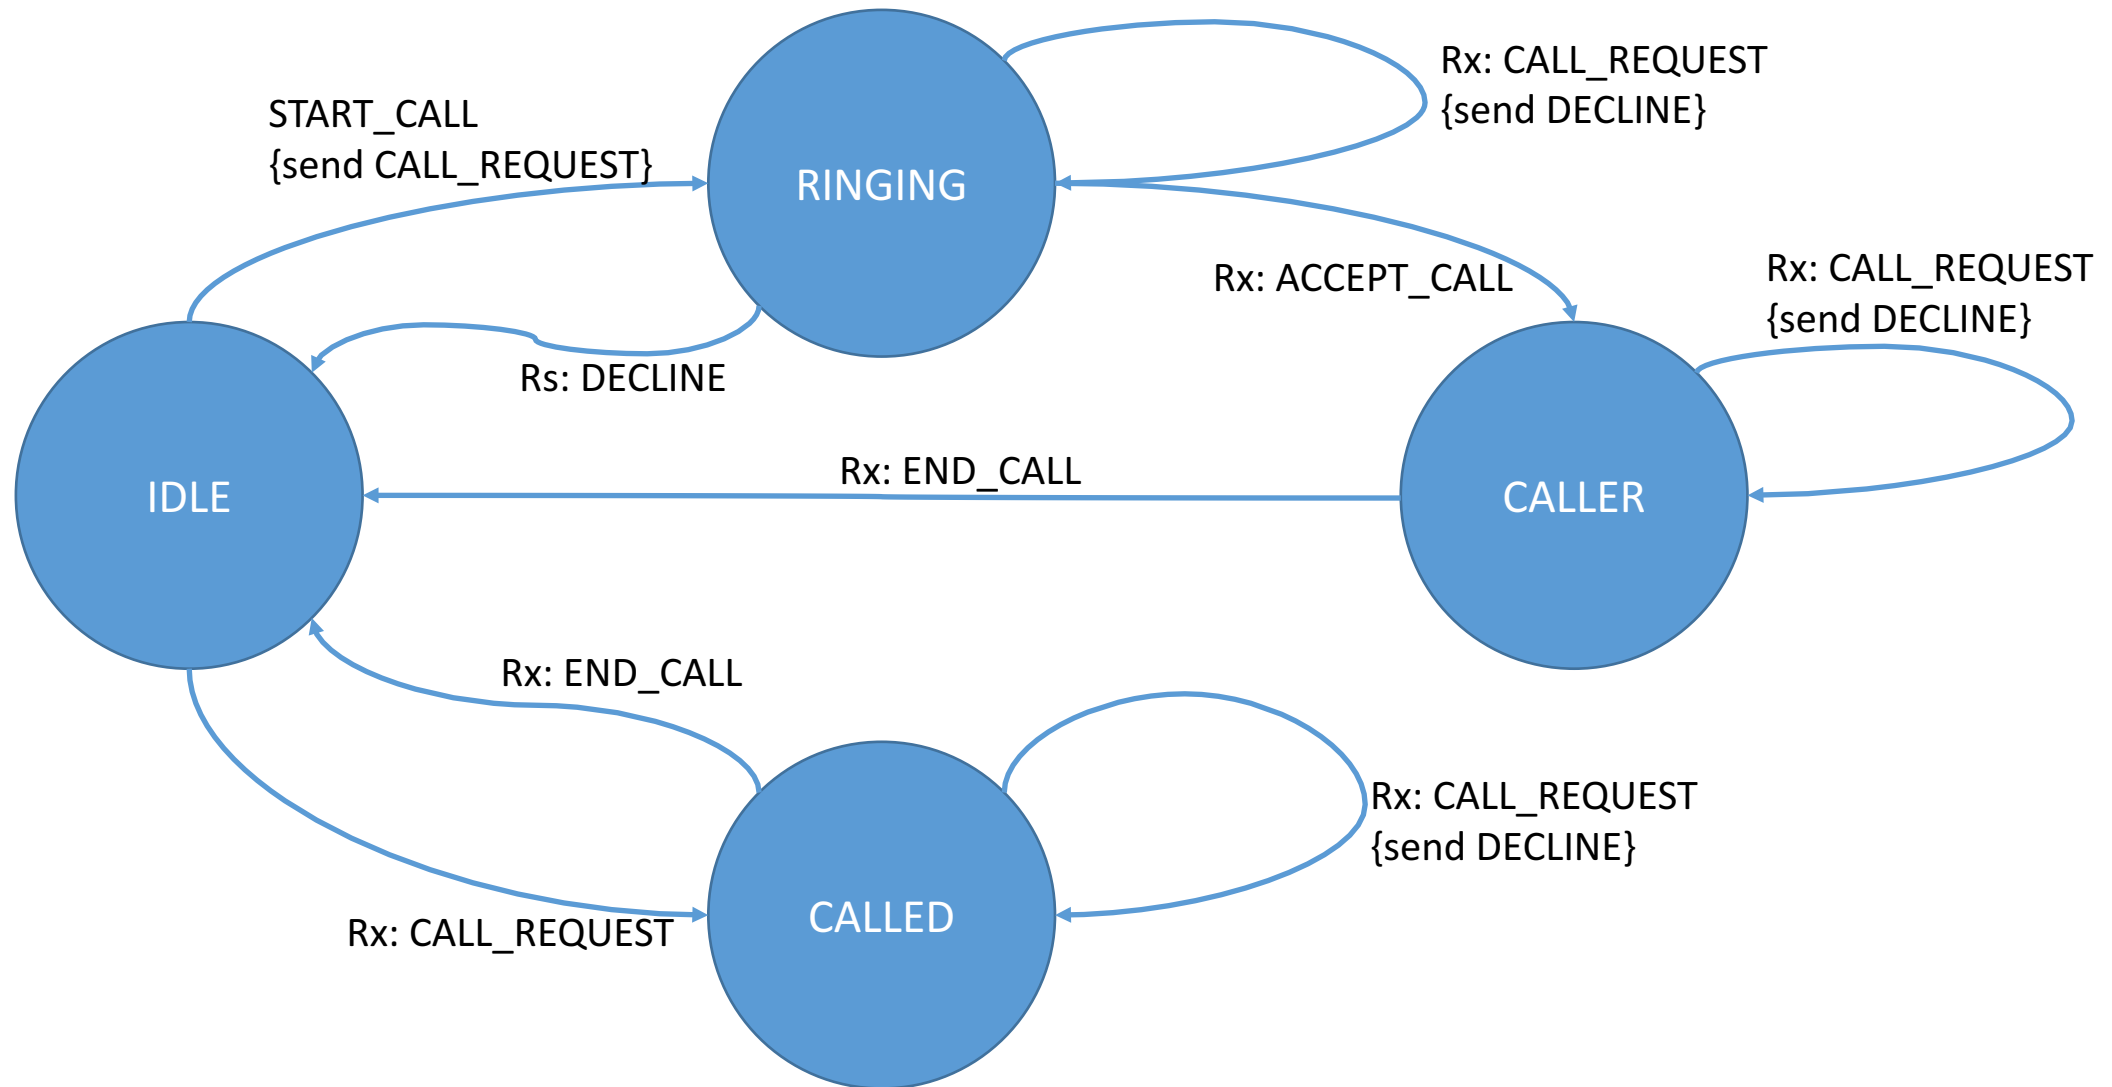 Rx: CALL_REQUEST
{send DECLINE}
START_CALL
{send CALL_REQUEST}
RINGING
Rx: ACCEPT_CALL
Rx: CALL_REQUEST
{send DECLINE}
Rs: DECLINE
Rx: END_CALL
IDLE
CALLER
Rx: END_CALL
Rx: CALL_REQUEST
{send DECLINE}
Rx: CALL_REQUEST
CALLED